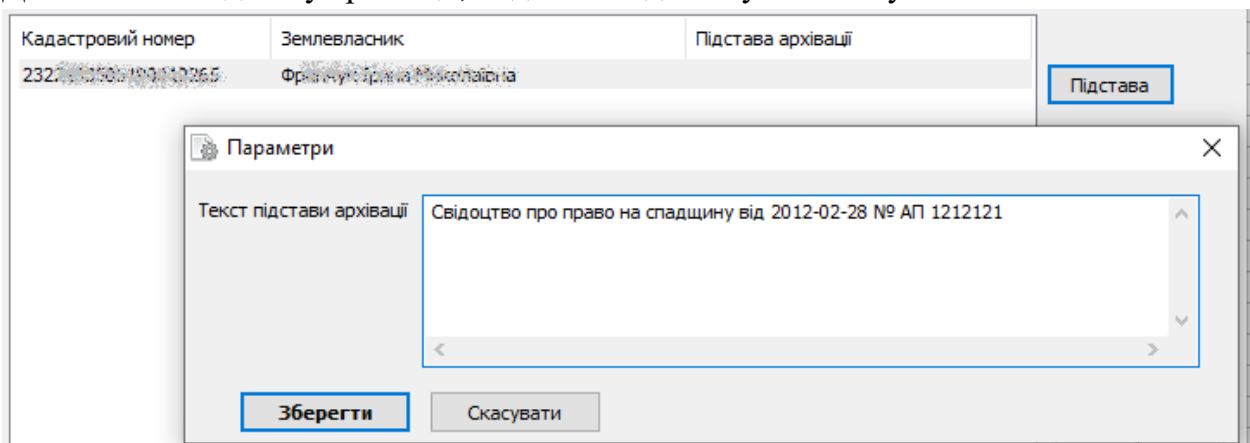 Кадастровий номер Землевласник Підстава архівації
Підстава
Параметри
Текст підстави архівації Свідоцтво про право на спадщину від 2012-02-28 № АП 1212121
Зберегти Скасувати